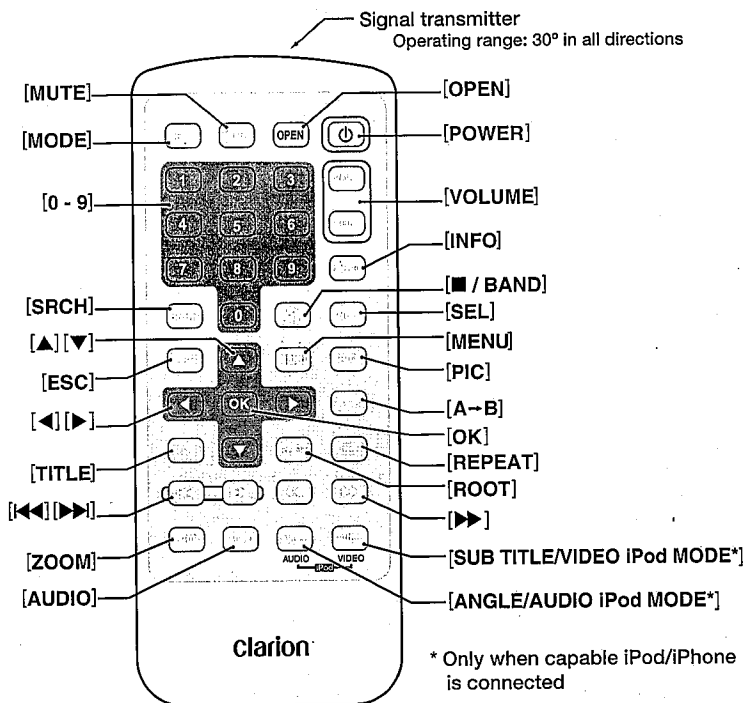 Signal transmitter
Operating range: 30° in all directions
[MUTE]
[OPEN]
[MODE]
OPEN
[POWER]
1 2 3
[0 - 9]
[VOLUME]
4 5 6
[INFO]
7 8 9
[■ / BAND]
[SRCH]
0
[SEL]
[▲][▼]
[MENU]
[ESC]
[PIC]
[◀][▶]
OK
[A→B]
[OK]
[TITLE]
[REPEAT]
[ROOT]
[I◀◀][▶▶I]
[▶▶]
[ZOOM]
AUDIO VIDEO
iPod
[SUB TITLE/VIDEO iPod MODE*]
[AUDIO]
[ANGLE/AUDIO iPod MODE*]
clarion
* Only when capable iPod/iPhone
is connected